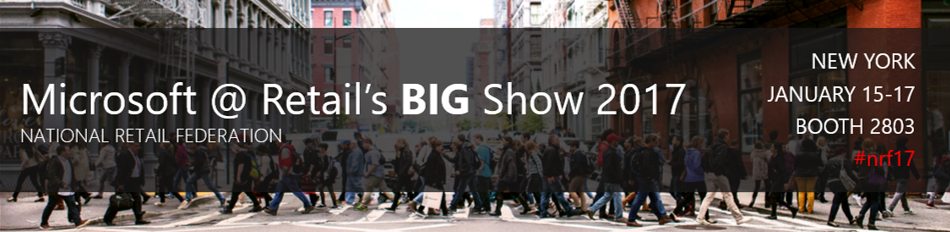 Microsoft @ Retail's BIG Show 2017
NATIONAL RETAIL FEDERATION
NEW YORK
JANUARY 15-17
BOOTH 2803
#nrf17